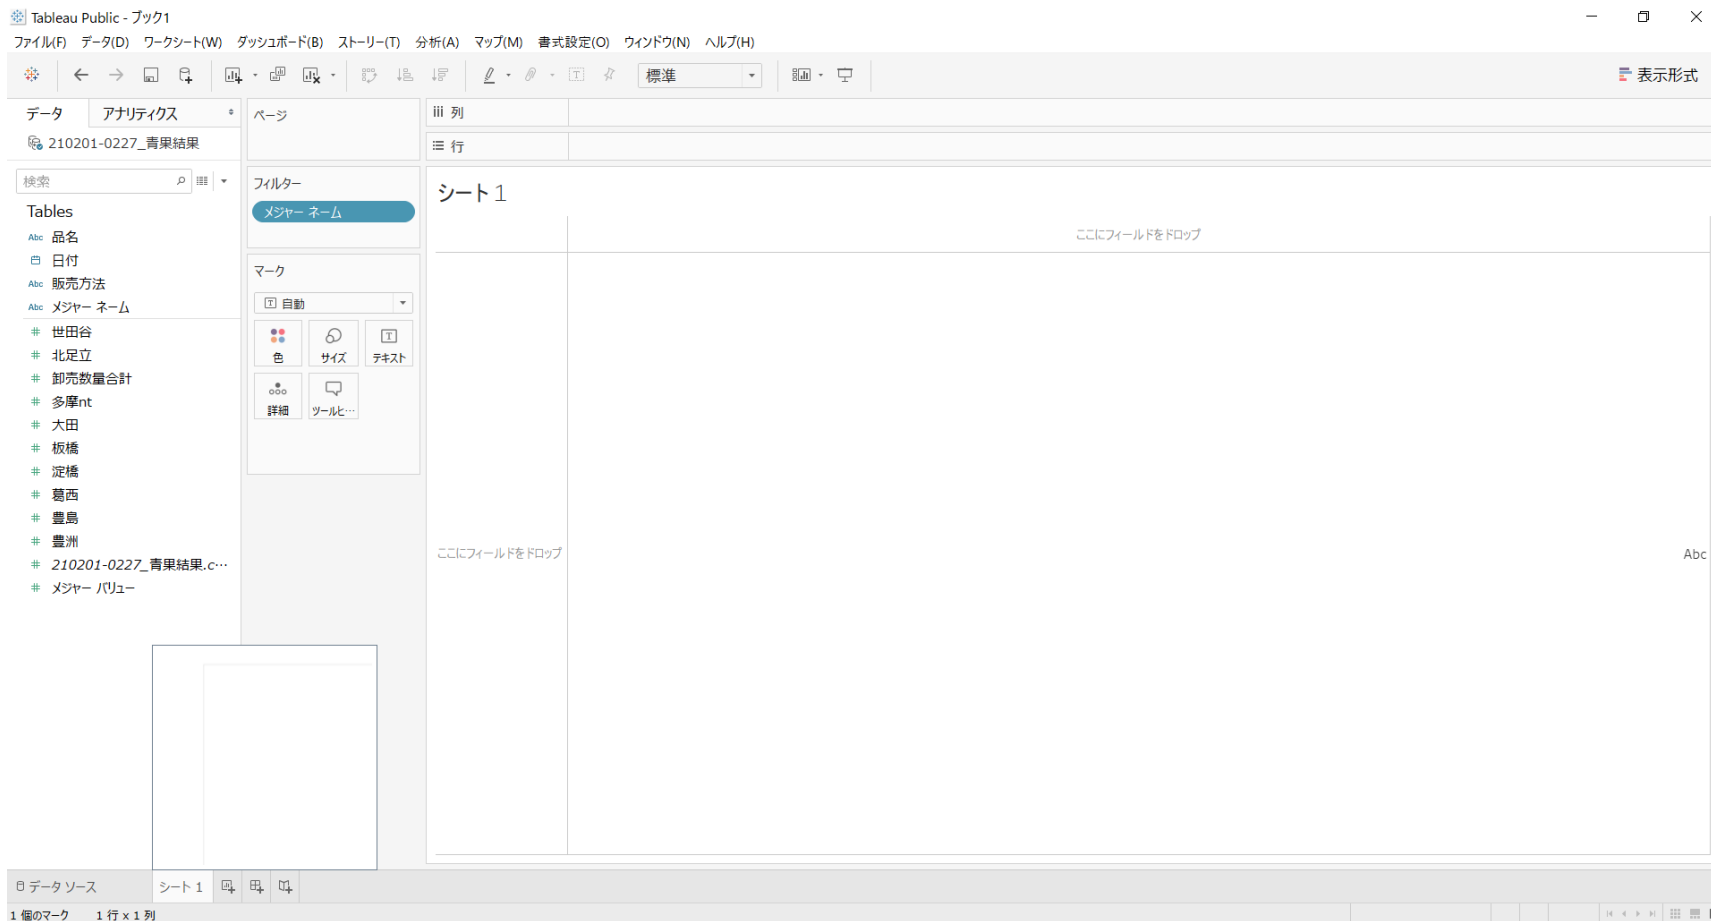 Tableau Public - ブック1
ファイル(F) データ(D) ワークシート(W) ダッシュボード(B) ストーリー(T) 分析(A) マップ(M) 書式設定(O) ウィンドウ(N) ヘルプ(H)
標準
表示形式
データ アナリティクス
210201-0227_青果結果
検索
Tables
Abc 品名
日付
Abc 販売方法
Abc メジャー ネーム
世田谷
北足立
卸売数量合計
多摩nt
大田
板橋
淀橋
葛西
豊島
豊洲
210201-0227_青果結果.c…
メジャー バリュー
ページ
フィルター
メジャー ネーム
マーク
自動
色 サイズ テキスト
詳細 ツールヒ…
列
行
シート 1
ここにフィールドをドロップ
ここにフィールドをドロップ
Abc
データ ソース シート 1
1 個のマーク 1 行 x 1 列